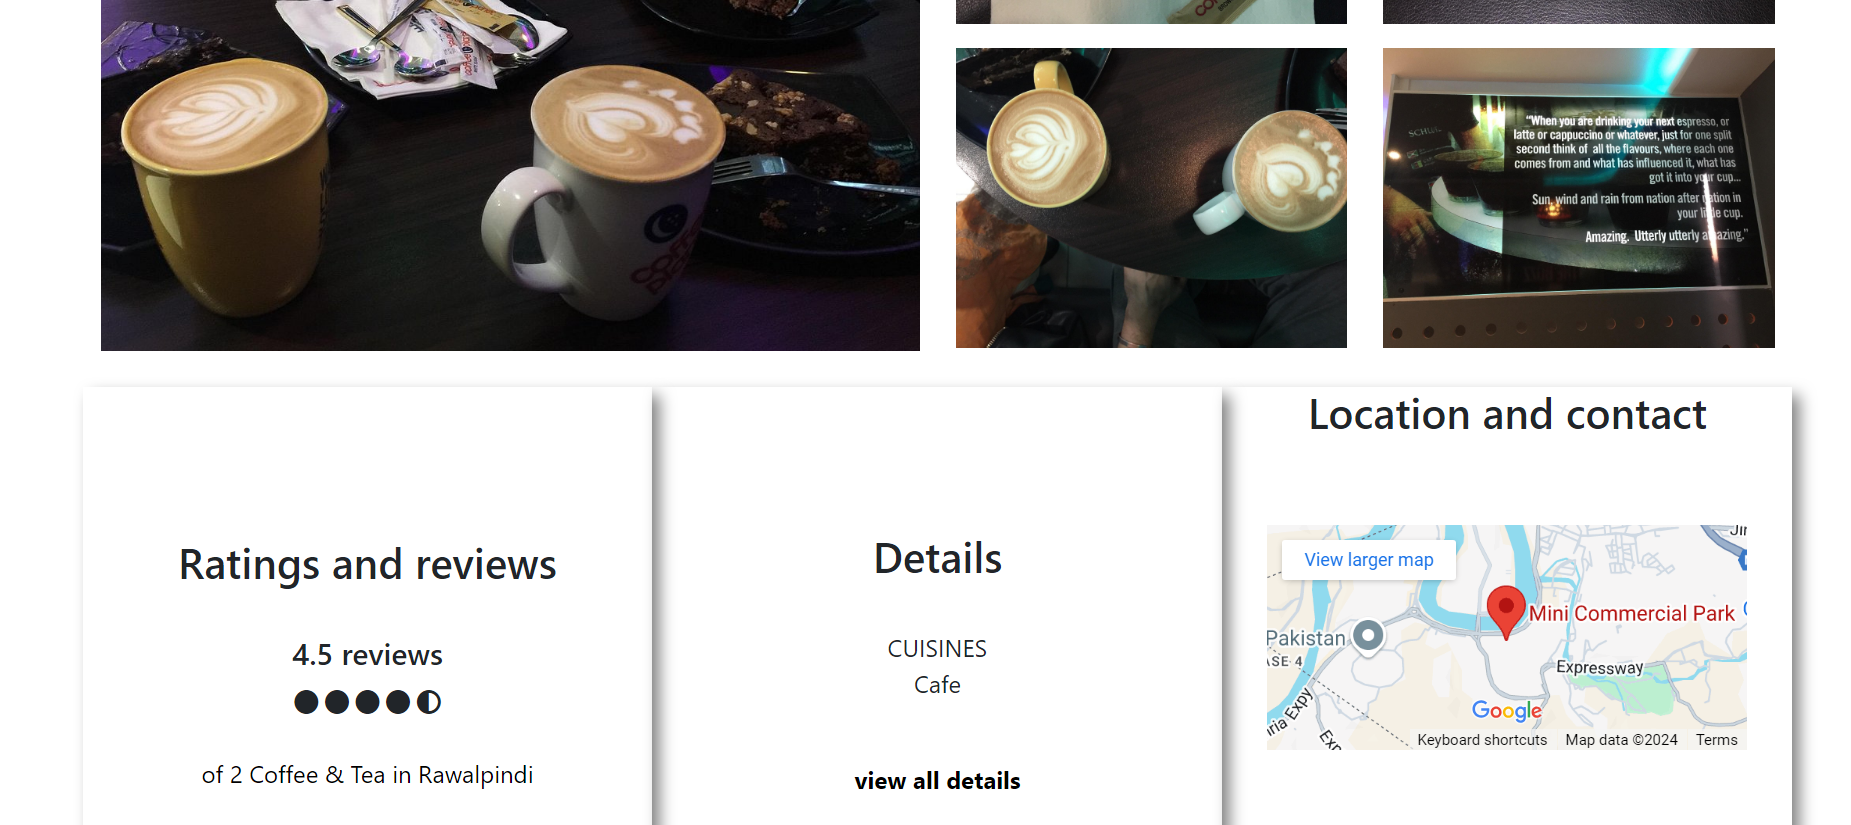 "When you are drinking your next espresso, or
latte or cappuccino or whatever, just for one split
second think of all the flavours, where each one
comes from and what has influenced it, what has
got it into your cup...
Sun, wind and rain from nation after nation in
your little cup.
Amazing. Utterly utterly amazing."
Ratings and reviews
4.5 reviews
of 2 Coffee & Tea in Rawalpindi
Details
CUISINES
Cafe
view all details
Location and contact
View larger map
Mini Commercial Park
Pakistan
ASE 4
Expressway
ria Expy
Google
Keyboard shortcuts Map data ©2024 Terms